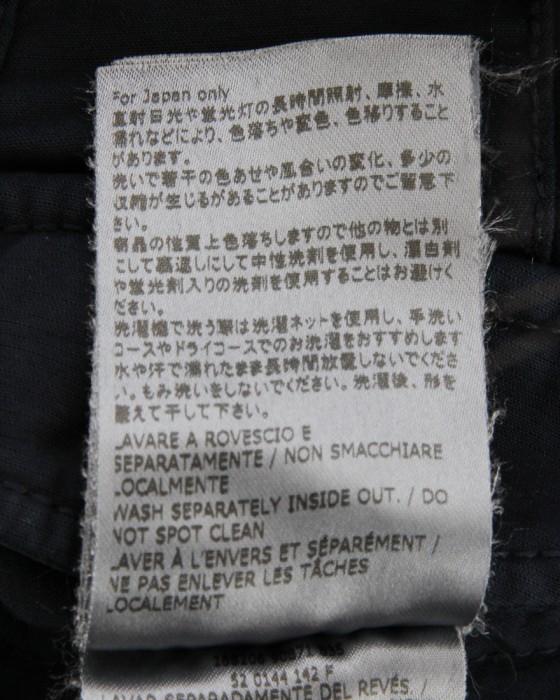 For Japan only
直射日光や蛍光灯の長時間照射、摩擦、水
濡れなどにより、色落ちや変色、色移りすること
があります。
洗いで若干の色あせや風合いの変化、多少の
収縮が生じるがあることがありますのでご留意下
さい。
商品の性質上色落ちしますので他の物とは別
にして裏返しにして中性洗剤を使用し、漂白剤
や蛍光剤入りの洗剤を使用することはお避けく
ださい。
洗濯機で洗う際は洗濯ネットを使用し、手洗い
コースやドライコースでのお洗濯をおすすめします
水や汗で濡れたまま長時間放置しないでくださ
い。もみ洗いをしないでください。洗濯後、形を
整えて干して下さい。
LAVARE A ROVESCIO E
SEPARATAMENTE / NON SMACCHIARE
LOCALMENTE
WASH SEPARATELY INSIDE OUT. / DO
NOT SPOT CLEAN
LAVER À L'ENVERS ET SÉPARÉMENT /
NE PAS ENLEVER LES TÂCHES
LOCALEMENT
52 0144 142 F
LAVAR SEPARADAMENTE DEL REVÉS. /